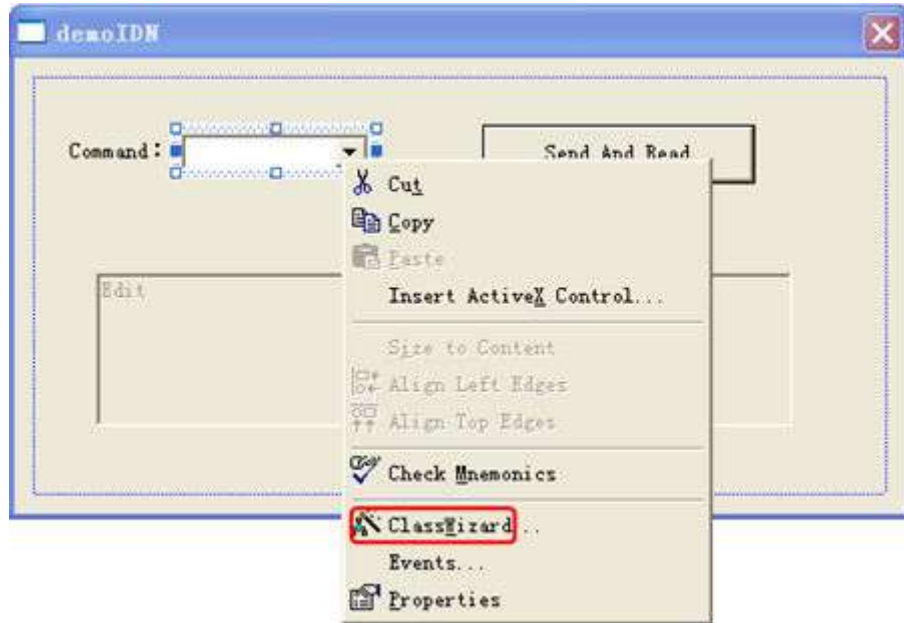 demoIDN
Command:
Send And Read
Edit
Cut
Copy
Paste
Insert ActiveX Control...
Size to Content
Align Left Edges
Align Top Edges
Check Mnemonics
ClassWizard...
Events...
Properties